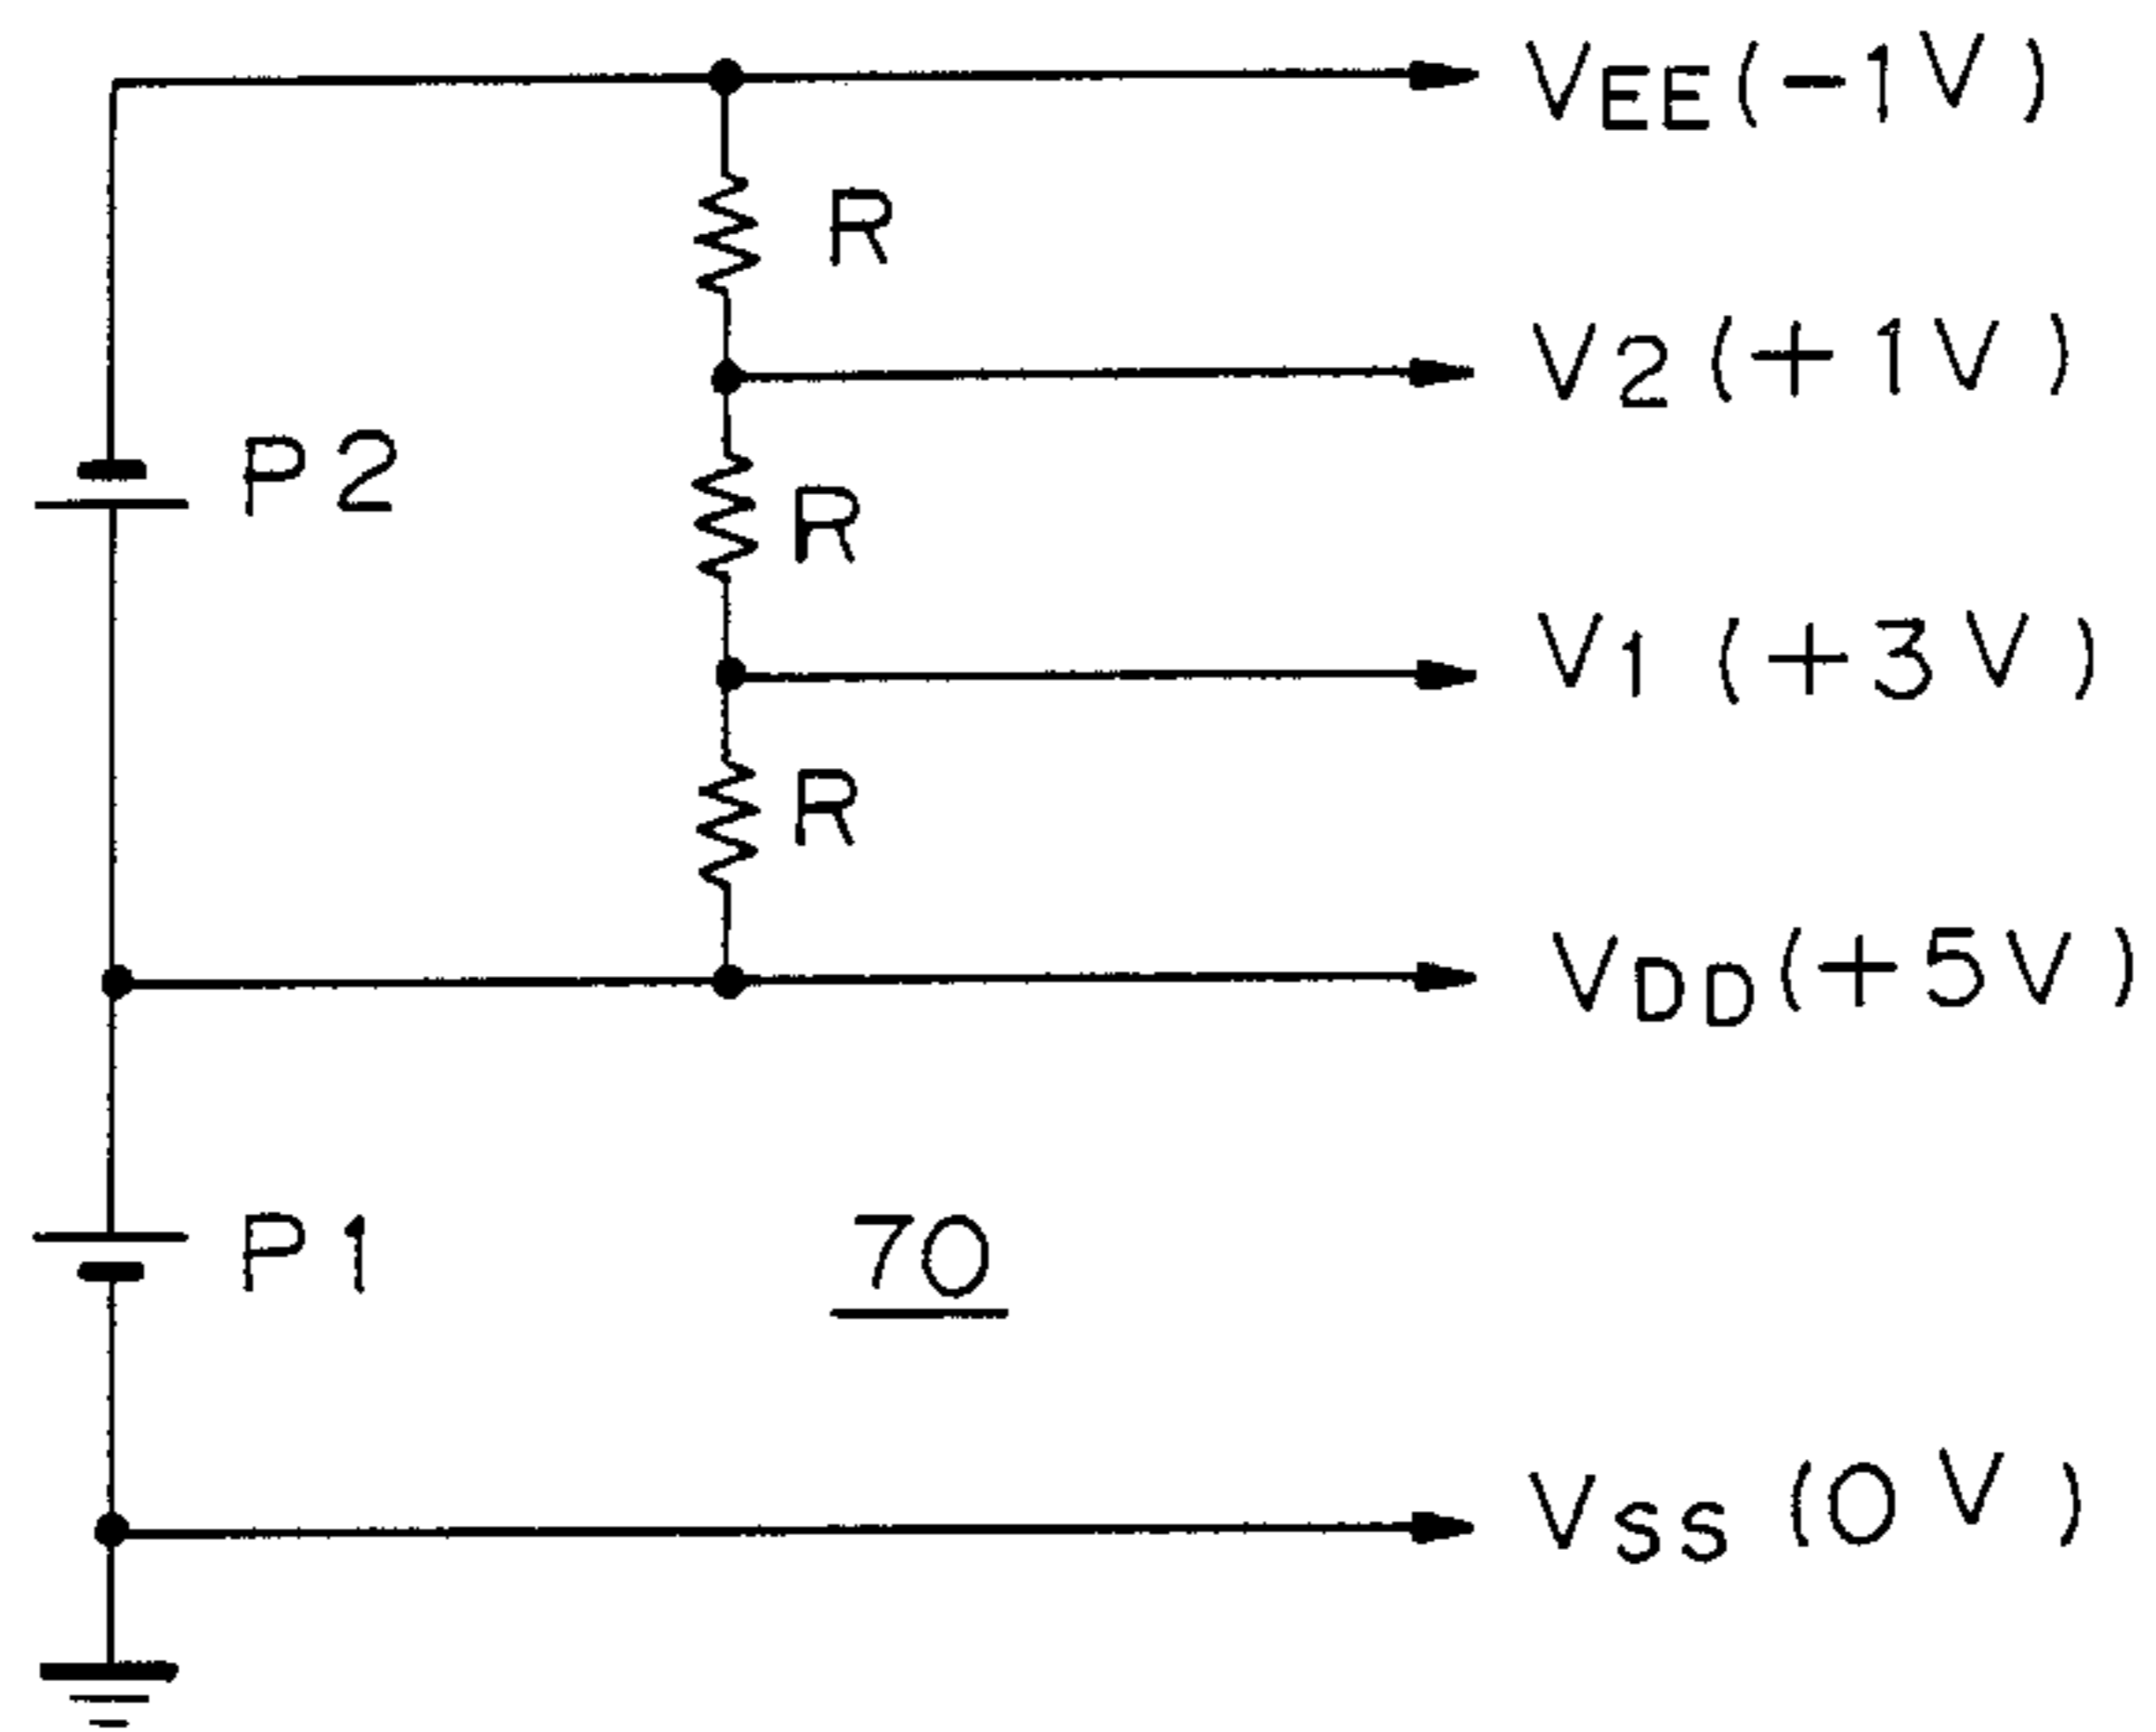 VEE(-1V)
R
V2(+1V)
P2
R
V1(+3V)
R
VDD(+5V)
P1
70
VSS(0V)